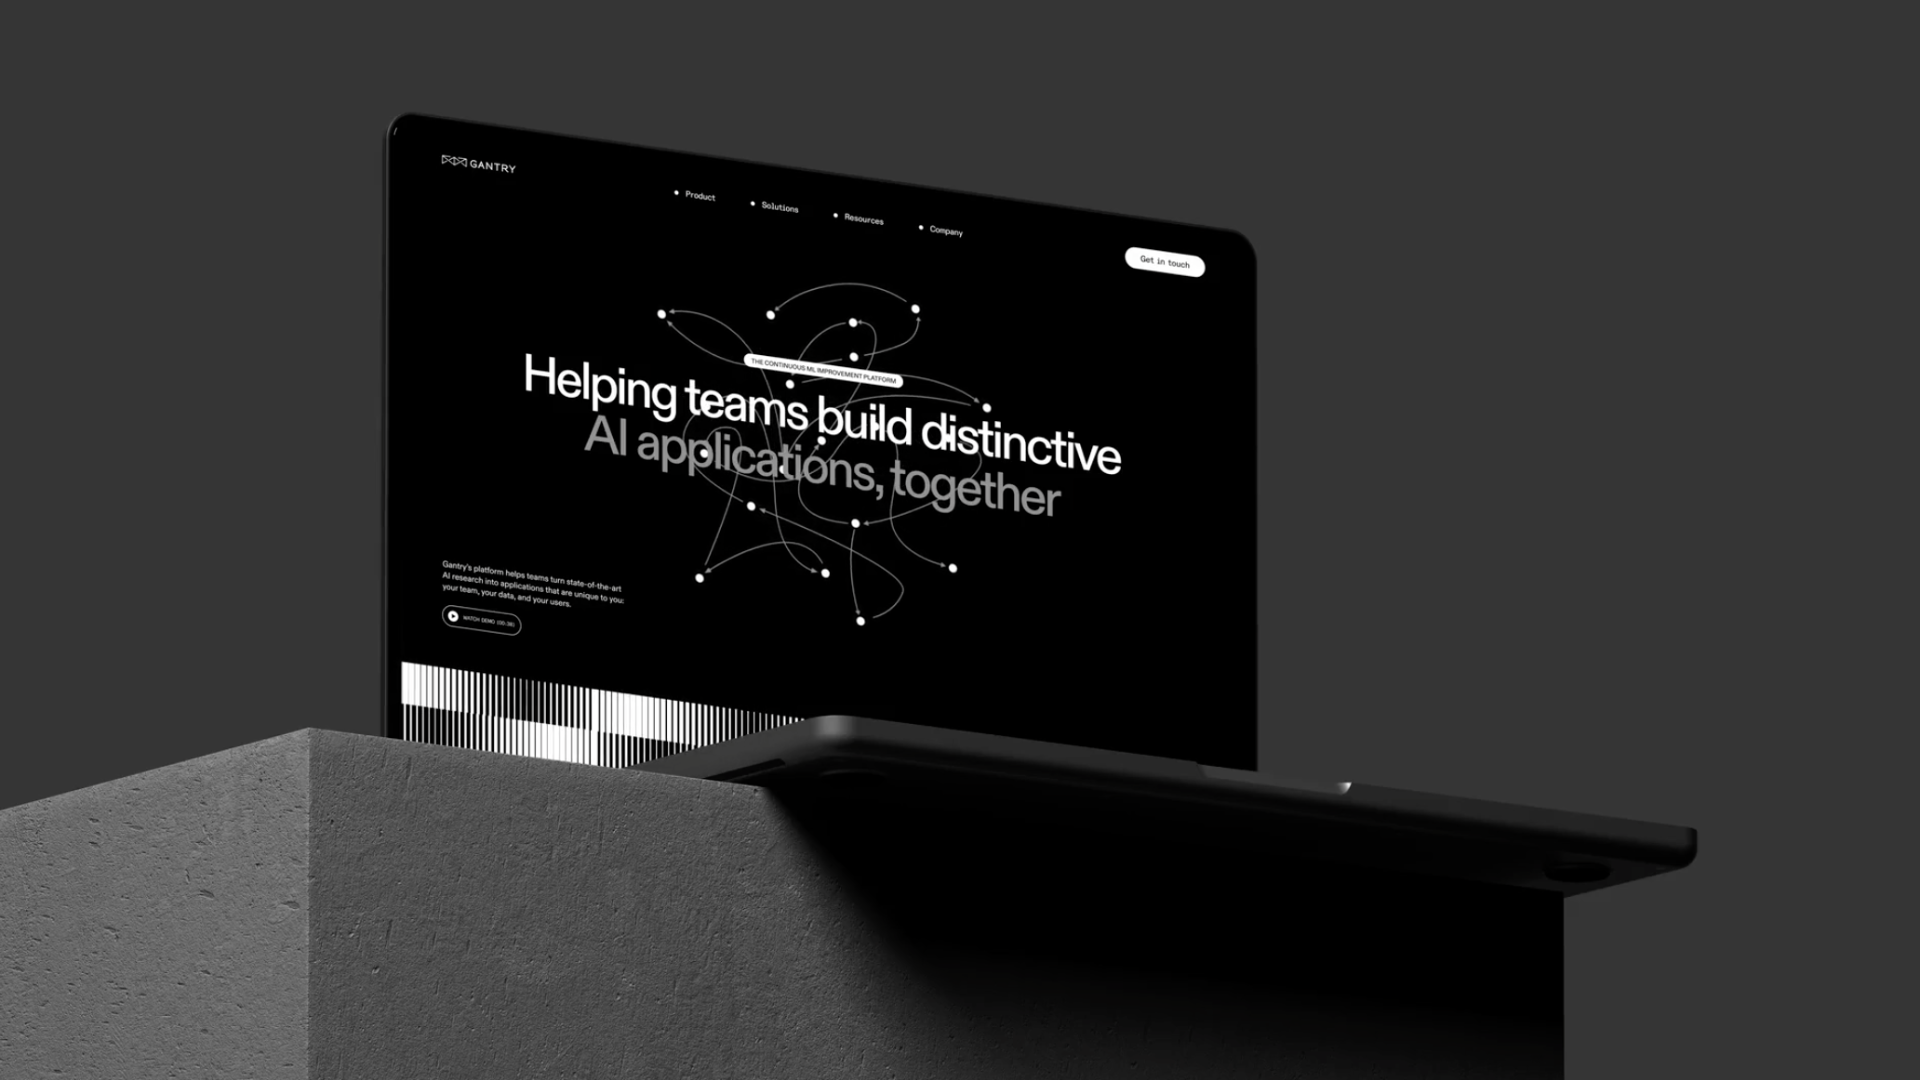 GANTRY
Product
Solutions
Resources
Company
Get in touch
THE CONTINUOUS ML IMPROVEMENT PLATFORM
Helping teams build distinctive
AI applications, together
Gantry's platform helps teams turn state-of-the-art
AI research into applications that are unique to you:
your team, your data, and your users.
WATCH DEMO (00:36)